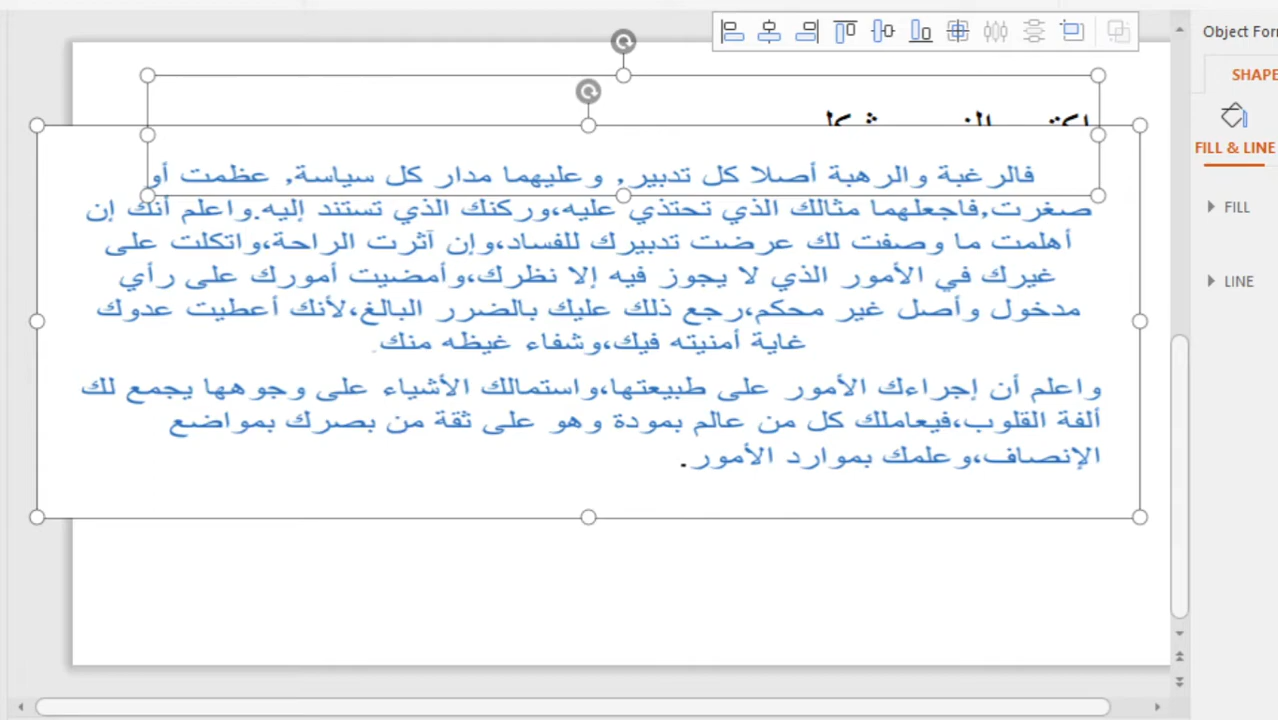 Object For
SHAPE
FILL & LINE
FILL
LINE
فالرغبة والرهبة أصلا كل تدبير, وعليهما مدار كل سياسة, عظمت أو
صغرت,فاجعلهما مثالك الذي تحتذي عليه،وركنك الذي تستند إليه.واعلم أنك إن
أهلمت ما وصفت لك عرضت تدبيرك للفساد،وإن آثرت الراحة،واتكلت على
غيرك في الأمور الذي لا يجوز فيه إلا نظرك،وأمضيت أمورك على رأي
مدخول وأصل غير محكم،رجع ذلك عليك بالضرر البالغ،لأنك أعطيت عدوك
غاية أمنيته فيك،وشفاء غيظه منك.
واعلم أن إجراءك الأمور على طبيعتها،واستمالك الأشياء على وجوهها يجمع لك
ألفة القلوب،فيعاملك كل من عالم بمودة وهو على ثقة من بصرك بمواضع
الإنصاف،وعلمك بموارد الأمور.